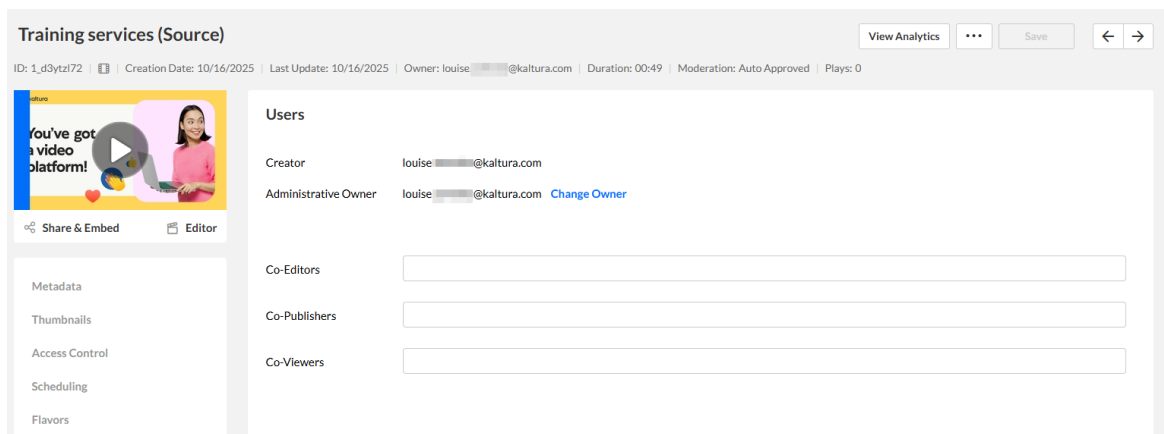 Training services (Source)
View Analytics ••• Save
ID: 1_d3ytzl72 | Creation Date: 10/16/2025 | Last Update: 10/16/2025 | Owner: louise @kaltura.com | Duration: 00:49 | Moderation: Auto Approved | Plays: 0
kaltura
You've got
a video
platform!
Share & Embed Editor
Metadata
Thumbnails
Access Control
Scheduling
Flavors
Users
Creator louise @kaltura.com
Administrative Owner louise @kaltura.com Change Owner
Co-Editors
Co-Publishers
Co-Viewers